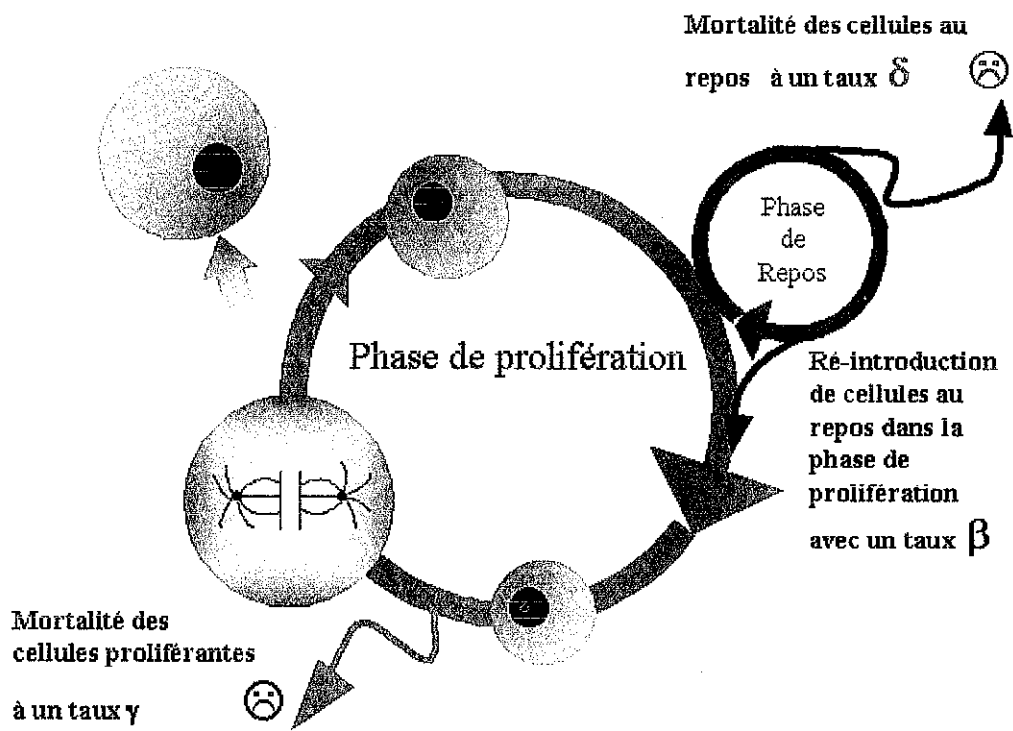 Mortalité des cellules au
repos à un taux δ
Phase
de
Repos
Phase de prolifération
Ré-introduction
de cellules au
repos dans la
phase de
prolifération
avec un taux β
Mortalité des
cellules proliférantes
à un taux γ